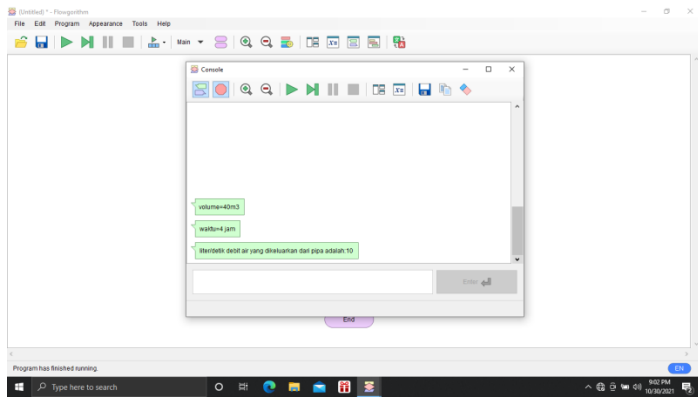 (Untitled) * - Flowgorithm
File Edit Program Appearance Tools Help
Main
Console
volume=40m3
waktu=4 jam
liter/detik debit air yang dikeluarkan dari pipa adalah:10
Enter
End
Program has finished running.
EN
Type here to search
9:02 PM
10/30/2021